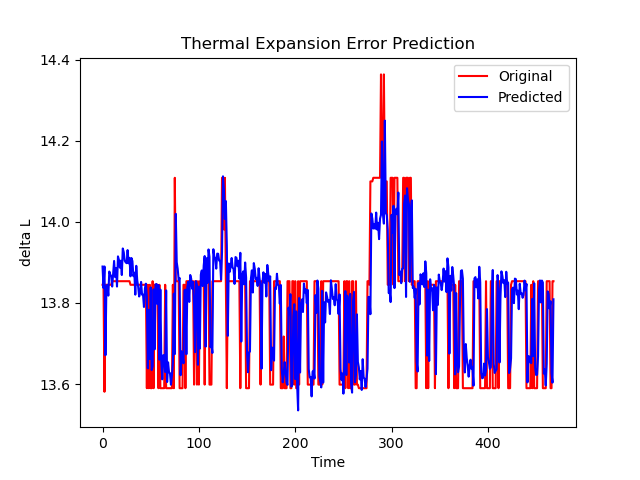 Thermal Expansion Error Prediction
Original
Predicted
delta L
14.4
14.2
14.0
13.8
13.6
0 100 200 300 400
Time